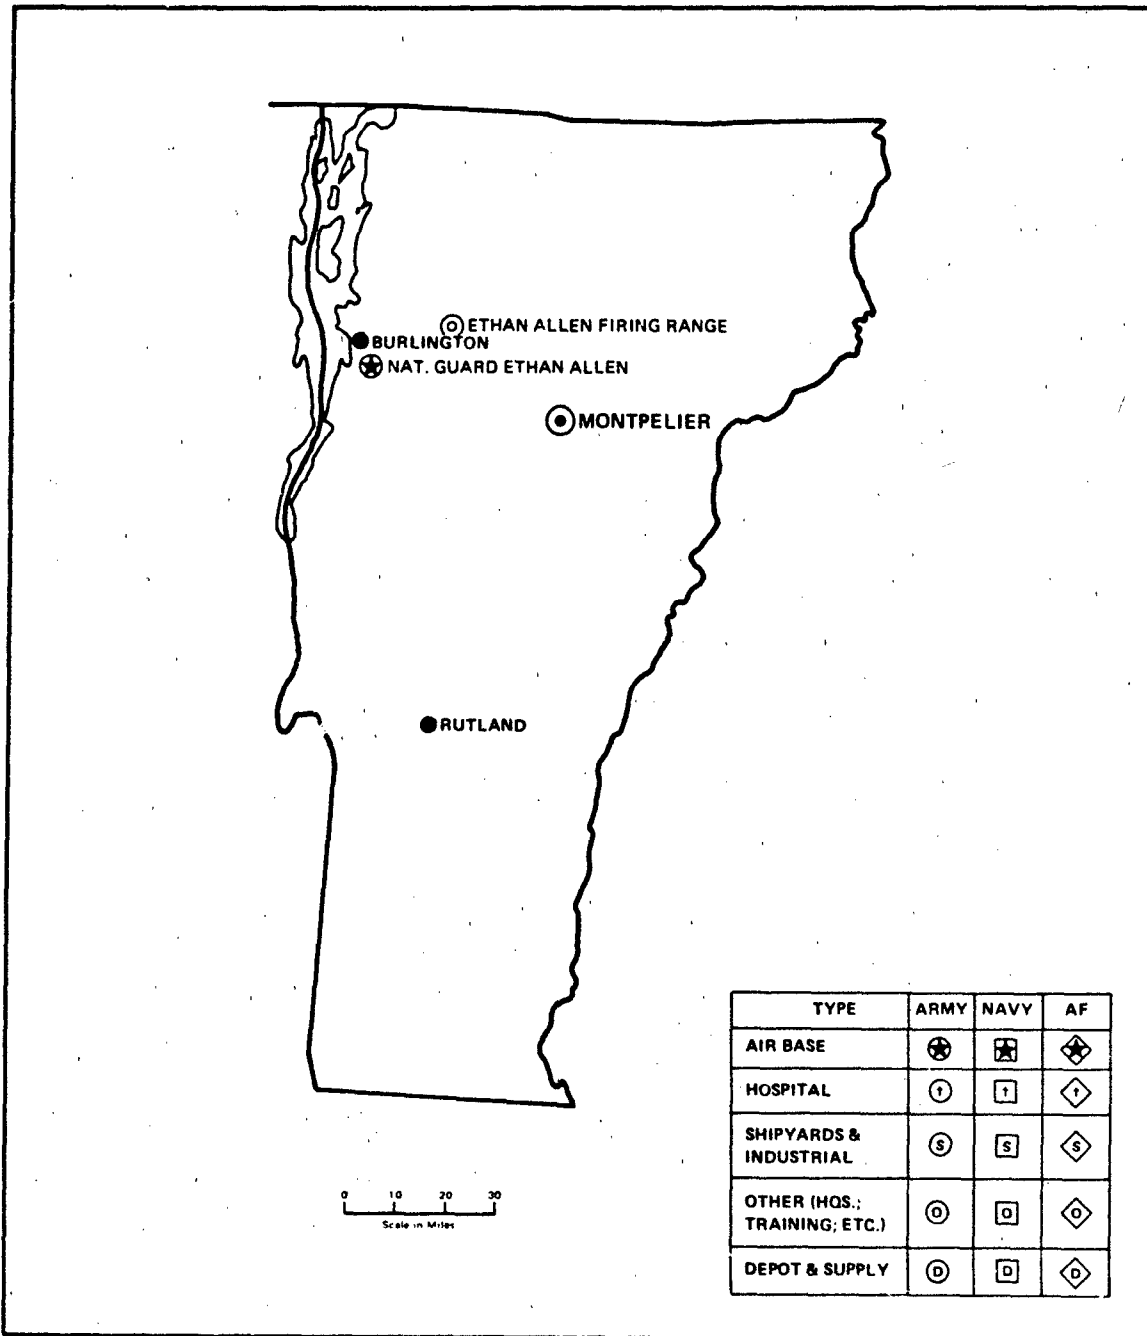 O ETHAN ALLEN FIRING RANGE
BURLINGTON
NAT. GUARD ETHAN ALLEN
MONTPELIER
RUTLAND
TYPE ARMY NAVY AF
AIR BASE
HOSPITAL † † †
SHIPYARDS &
INDUSTRIAL S S S
OTHER (HQS.;
TRAINING; ETC.) O O O
DEPOT & SUPPLY D D D
0 10 20 30
Scale in Miles